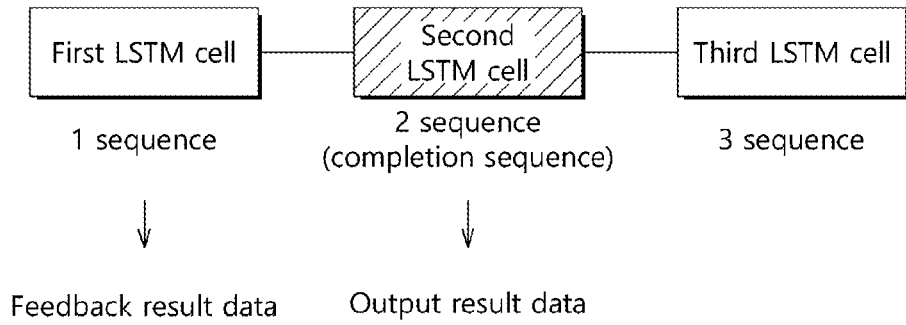 First LSTM cell
Second
LSTM cell
Third LSTM cell
1 sequence
2 sequence
(completion sequence)
3 sequence
Feedback result data
Output result data